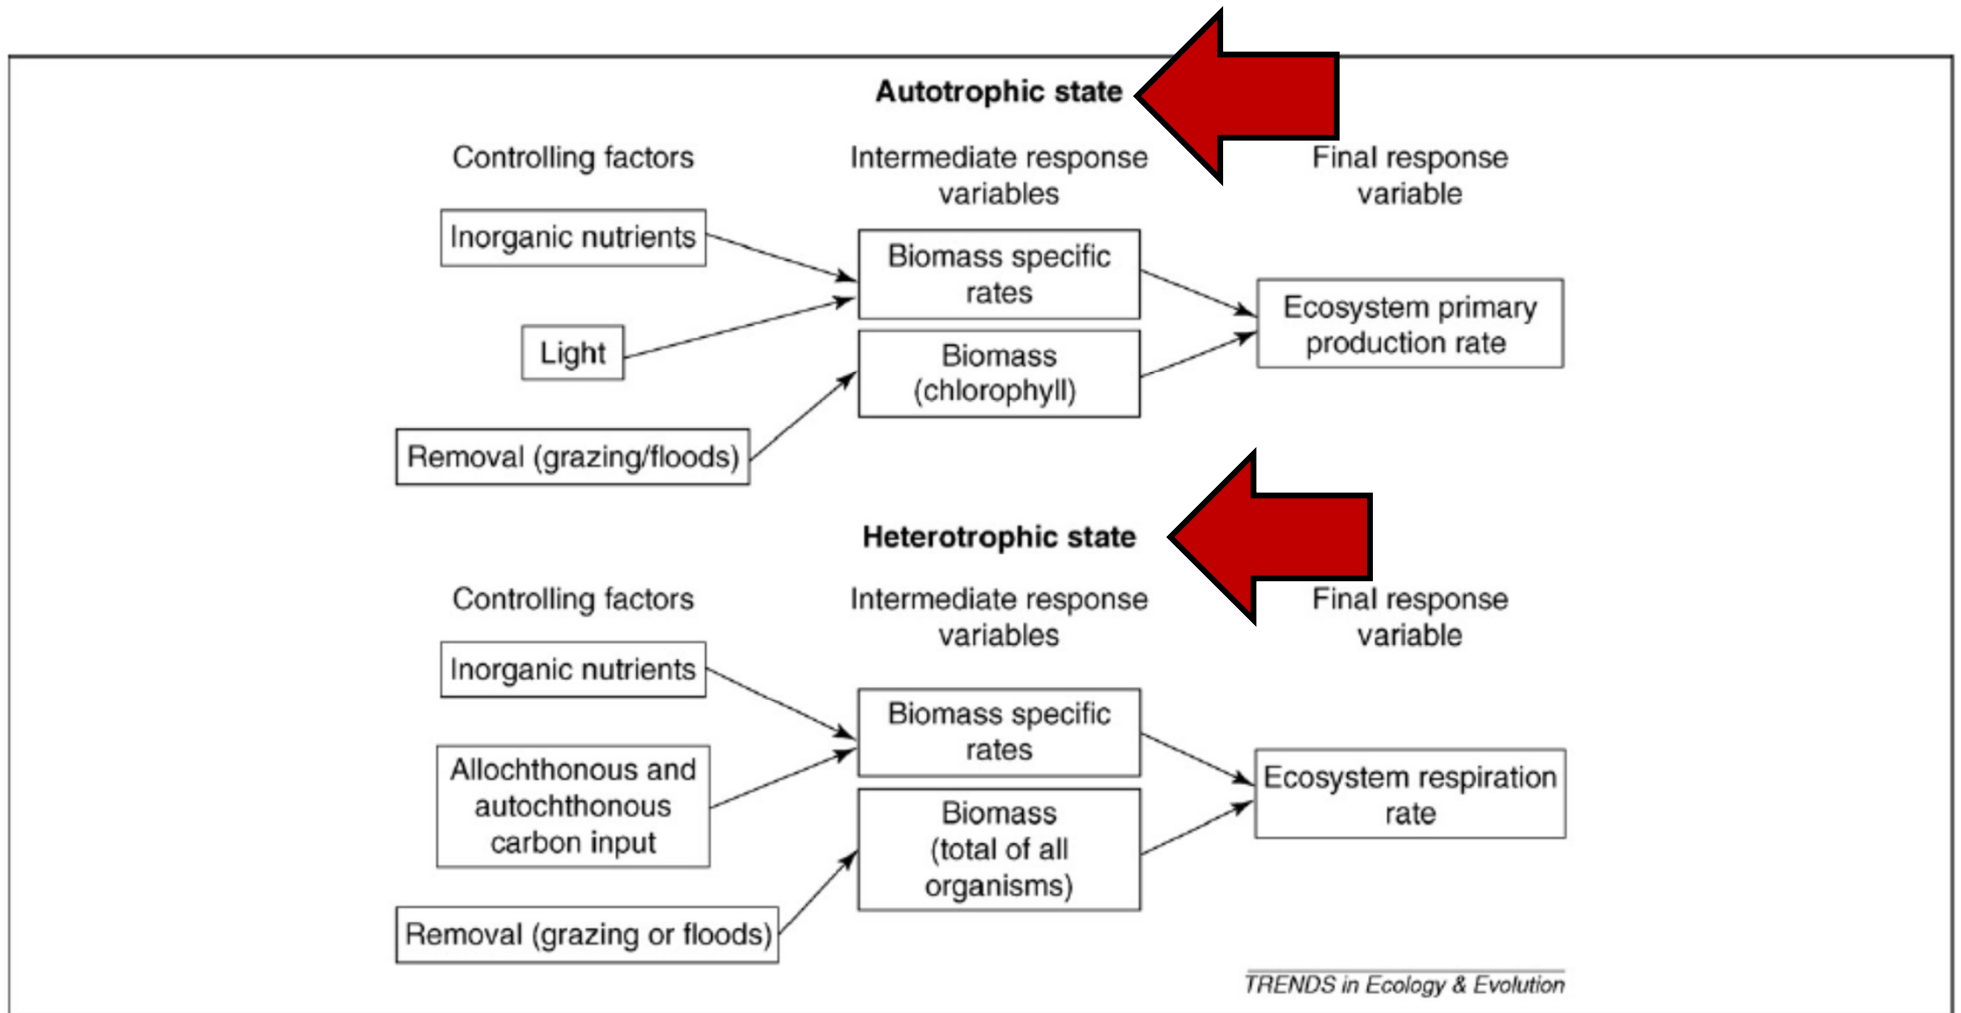 Autotrophic state
Controlling factors
Intermediate response
variables
Final response
variable
Inorganic nutrients
Light
Removal (grazing/floods)
Biomass specific
rates
Biomass
(chlorophyll)
Ecosystem primary
production rate
Heterotrophic state
Controlling factors
Intermediate response
variables
Final response
variable
Inorganic nutrients
Allochthonous and
autochthonous
carbon input
Removal (grazing or floods)
Biomass specific
rates
Biomass
(total of all
organisms)
Ecosystem respiration
rate
TRENDS in Ecology & Evolution